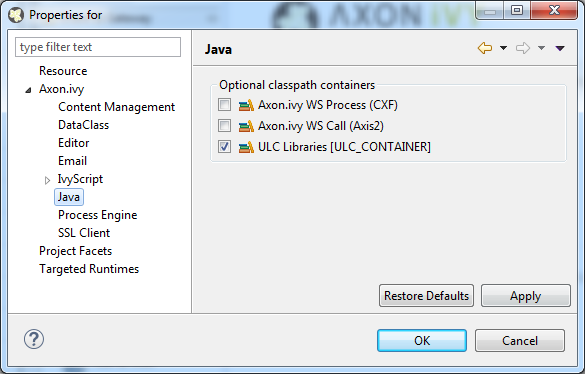 Properties for
AXON IVY
type filter text
Resource
Axon.ivy
Content Management
DataClass
Editor
Email
IvyScript
Java
Process Engine
SSL Client
Project Facets
Targeted Runtimes
Java
Optional classpath containers
Axon.ivy WS Process (CXF)
Axon.ivy WS Call (Axis2)
ULC Libraries [ULC_CONTAINER]
Restore Defaults
Apply
?
OK
Cancel